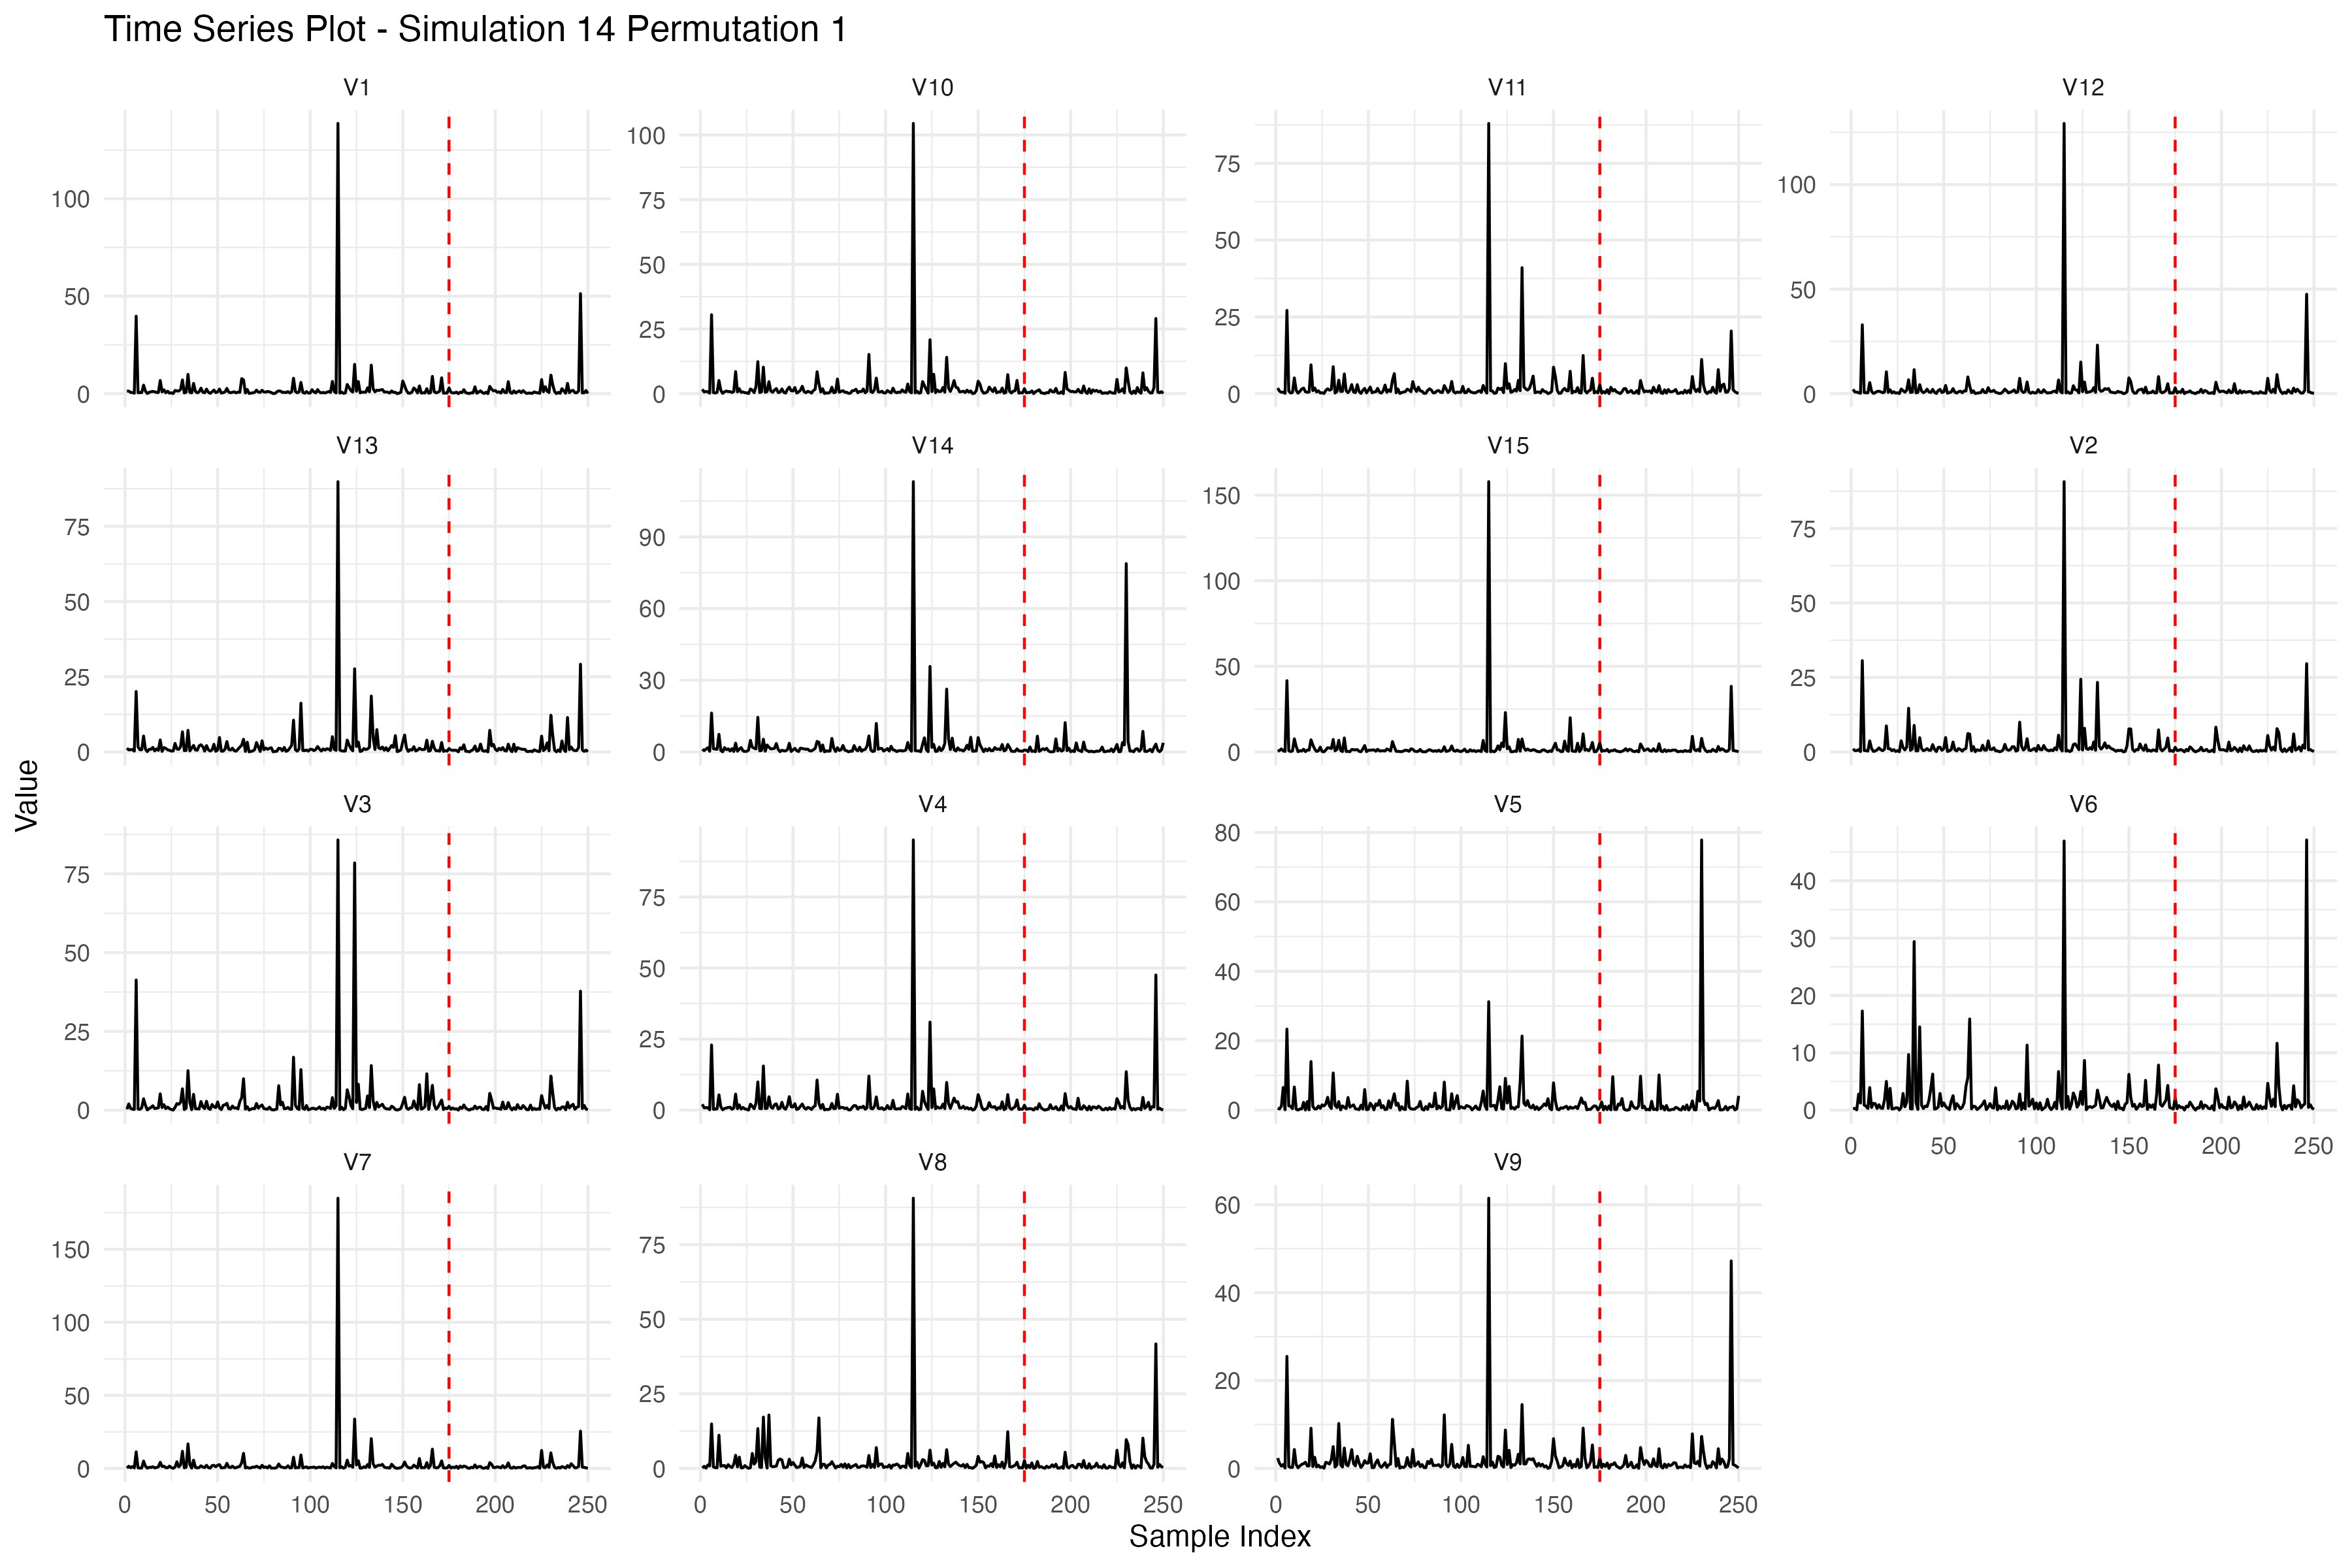 Time Series Plot - Simulation 14 Permutation 1
V1
V10
V11
V12
100
50
0
100
75
50
25
0
75
50
25
0
100
50
0
V13
V14
V15
V2
75
50
25
0
90
60
30
0
150
100
50
0
75
50
25
0
V3
V4
V5
V6
75
50
25
0
75
50
25
0
80
60
40
20
0
40
30
20
10
0
0 50 100 150 200 250
V7
V8
V9
150
100
50
0
75
50
25
0
60
40
20
0
0 50 100 150 200 250
0 50 100 150 200 250
0 50 100 150 200 250
Value
Sample Index